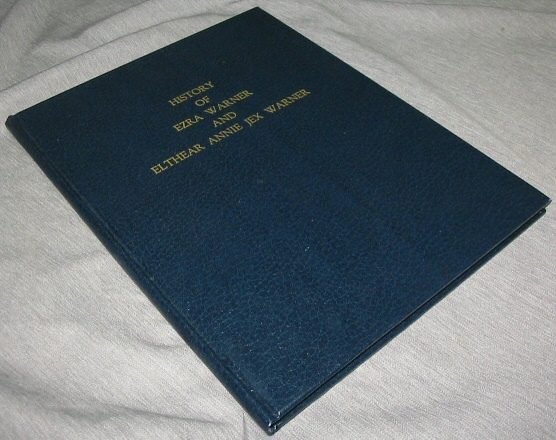 HISTORY
OF
EZRA WARNER
AND
ELTHEAR ANNIE JEX WARNER